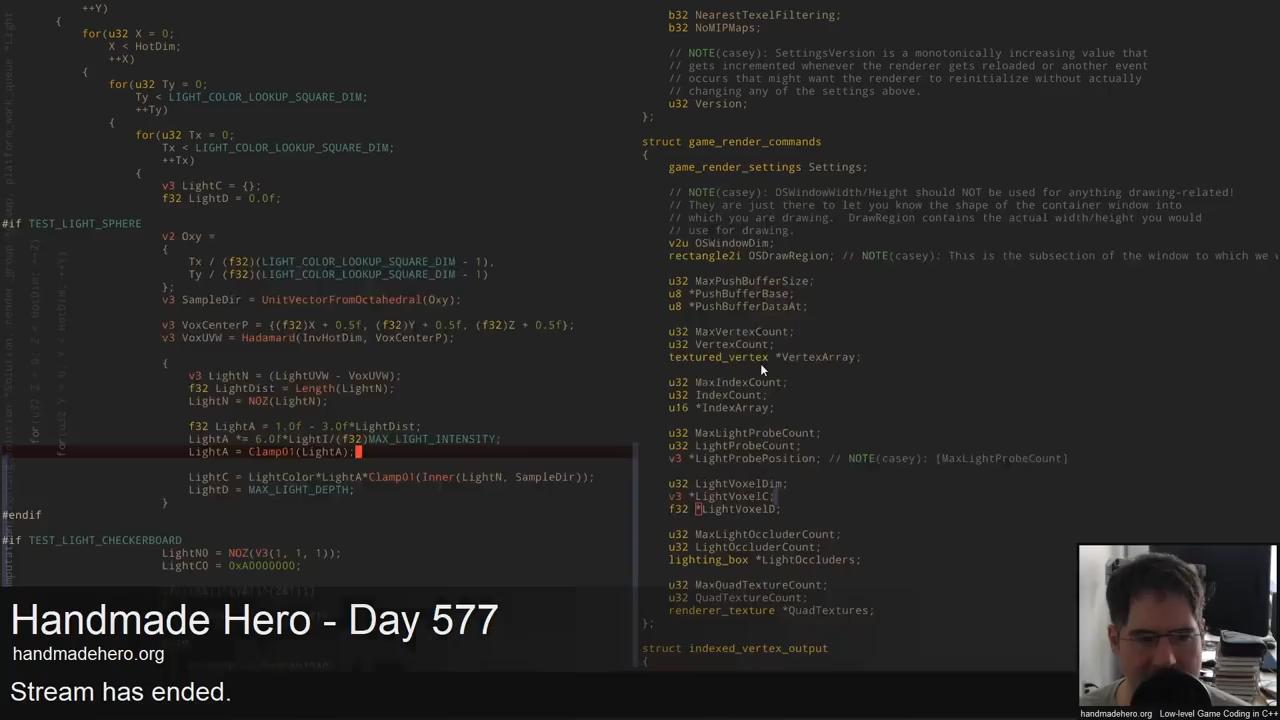 ++Y)
{
for(u32 X = 0;
X < HotDim;
++X)
{
for(u32 Ty = 0;
Ty < LIGHT_COLOR_LOOKUP_SQUARE_DIM;
++Ty)
{
for(u32 Tx = 0;
Tx < LIGHT_COLOR_LOOKUP_SQUARE_DIM;
++Tx)
{
v3 LightC = {};
f32 LightD = 0.0f;
#if TEST_LIGHT_SPHERE
v2 Oxy =
{
Tx / (f32)(LIGHT_COLOR_LOOKUP_SQUARE_DIM - 1),
Ty / (f32)(LIGHT_COLOR_LOOKUP_SQUARE_DIM - 1)
};
v3 SampleDir = UnitVectorFromOctahedral(Oxy);
v3 VoxCenterP = {(f32)X + 0.5f, (f32)Y + 0.5f, (f32)Z + 0.5f};
v3 VoxUVW = Hadamard(InvHotDim, VoxCenterP);
{
v3 LightN = (LightUVW - VoxUVW);
f32 LightDist = Length(LightN);
LightN = NOZ(LightN);
f32 LightA = 1.0f - 3.0f*LightDist;
LightA *= 6.0f*LightI/(f32)MAX_LIGHT_INTENSITY;
LightA = Clamp01(LightA);
LightC = LightColor*LightA*Clamp01(Inner(LightN, SampleDir));
LightD = MAX_LIGHT_DEPTH;
}
#endif
#if TEST_LIGHT_CHECKERBOARD
LightN0 = NOZ(V3(1, 1, 1));
LightC0 = 0xAD000000;
b32 NearestTexelFiltering;
b32 NoMIPMaps;
// NOTE(casey): SettingsVersion is a monotonically increasing value that
// gets incremented whenever the renderer gets reloaded or another event
// occurs that might want the renderer to reinitialize without actually
// changing any of the settings above.
u32 Version;
};
struct game_render_commands
{
game_render_settings Settings;
// NOTE(casey): OSWindowWidth/Height should NOT be used for anything drawing-related!
// They are just there to let you know the shape of the container window into
// which you are drawing.  DrawRegion contains the actual width/height you would
// use for drawing.
v2u OSWindowDim;
rectangle2i OSDrawRegion; // NOTE(casey): This is the subsection of the window to which we
u32 MaxPushBufferSize;
u8 *PushBufferBase;
u8 *PushBufferDataAt;
u32 MaxVertexCount;
u32 VertexCount;
textured_vertex *VertexArray;
u32 MaxIndexCount;
u32 IndexCount;
u16 *IndexArray;
u32 MaxLightProbeCount;
u32 LightProbeCount;
v3 *LightProbePosition; // NOTE(casey): [MaxLightProbeCount]
u32 LightVoxelDim;
v3 *LightVoxelC;
f32 *LightVoxelD;
u32 MaxLightOccluderCount;
u32 LightOccluderCount;
lighting_box *LightOccluders;
u32 MaxQuadTextureCount;
u32 QuadTextureCount;
renderer_texture *QuadTextures;
};
struct indexed_vertex_output
{
Handmade Hero - Day 577
handmadehero.org
Stream has ended.
handmadehero.org  Low-level Game Coding in C++